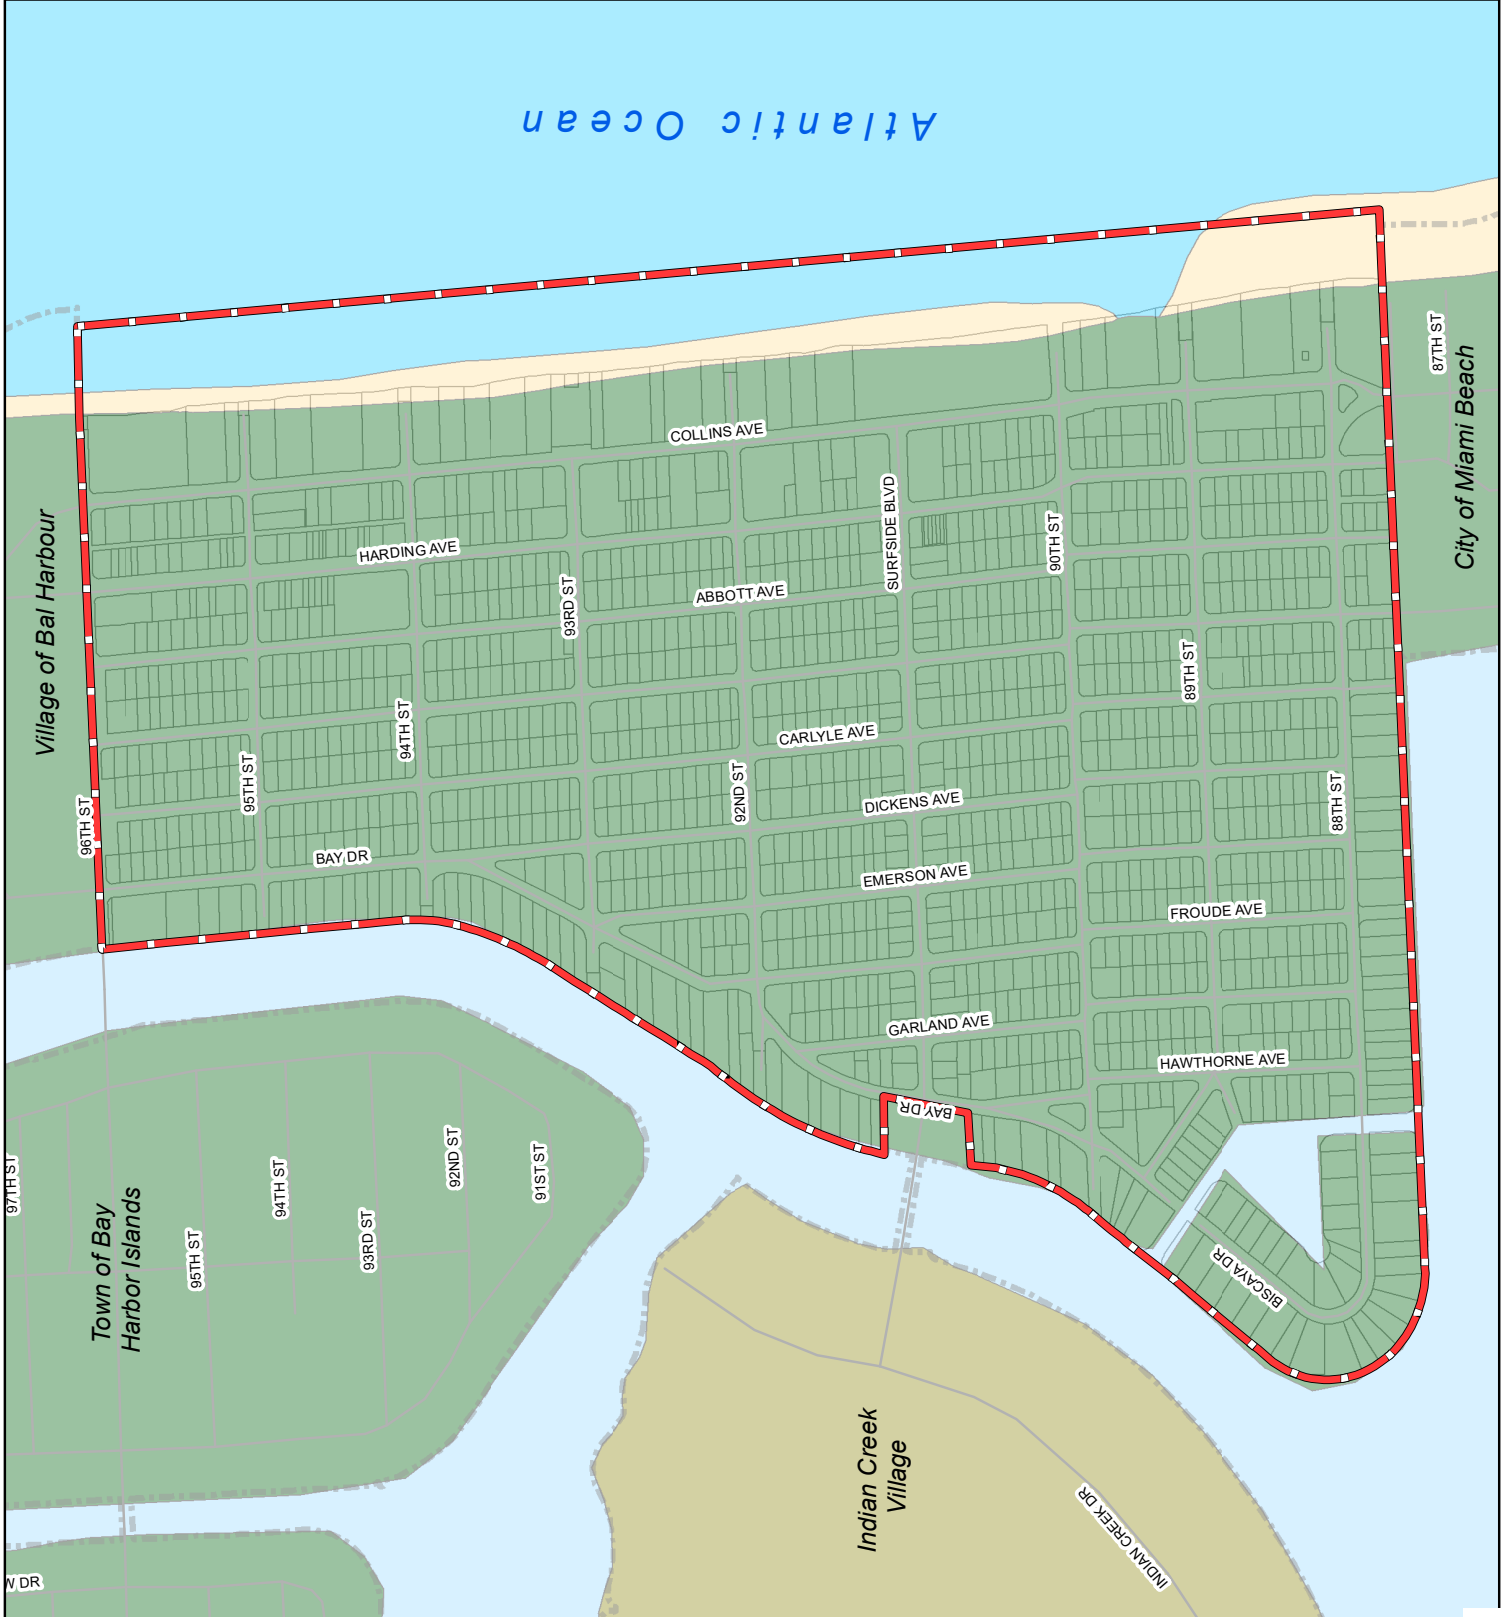 Atlantic Ocean
87TH ST
City of Miami Beach
COLLINS AVE
SURFSIDE BLVD
Village of Bal Harbour
HARDING AVE
90TH ST
93RD ST
ABBOTT AVE
89TH ST
94TH ST
CARLYLE AVE
95TH ST
92ND ST
DICKENS AVE
88TH ST
96TH ST
BAY DR
EMERSON AVE
FROUDE AVE
GARLAND AVE
HAWTHORNE AVE
BAY DR
97TH ST
94TH ST
92ND ST
91ST ST
95TH ST
93RD ST
Town of Bay
Harbor Islands
BISCAYA DR
Indian Creek
Village
INDIAN CREEK DR
W DR